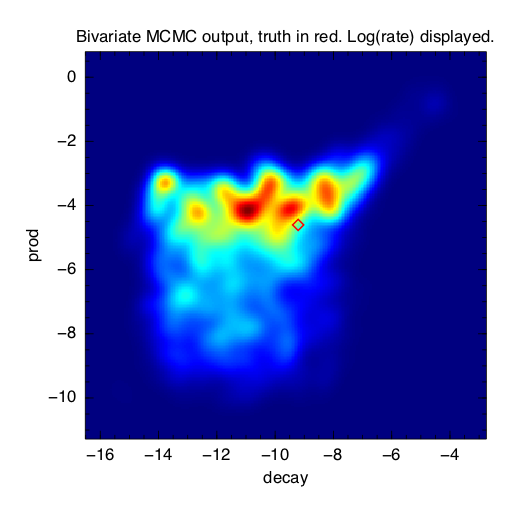 Bivariate MCMC output, truth in red. Log(rate) displayed.
0
−2
−4
−6
−8
−10
prod
−16 −14 −12 −10 −8 −6 −4
decay